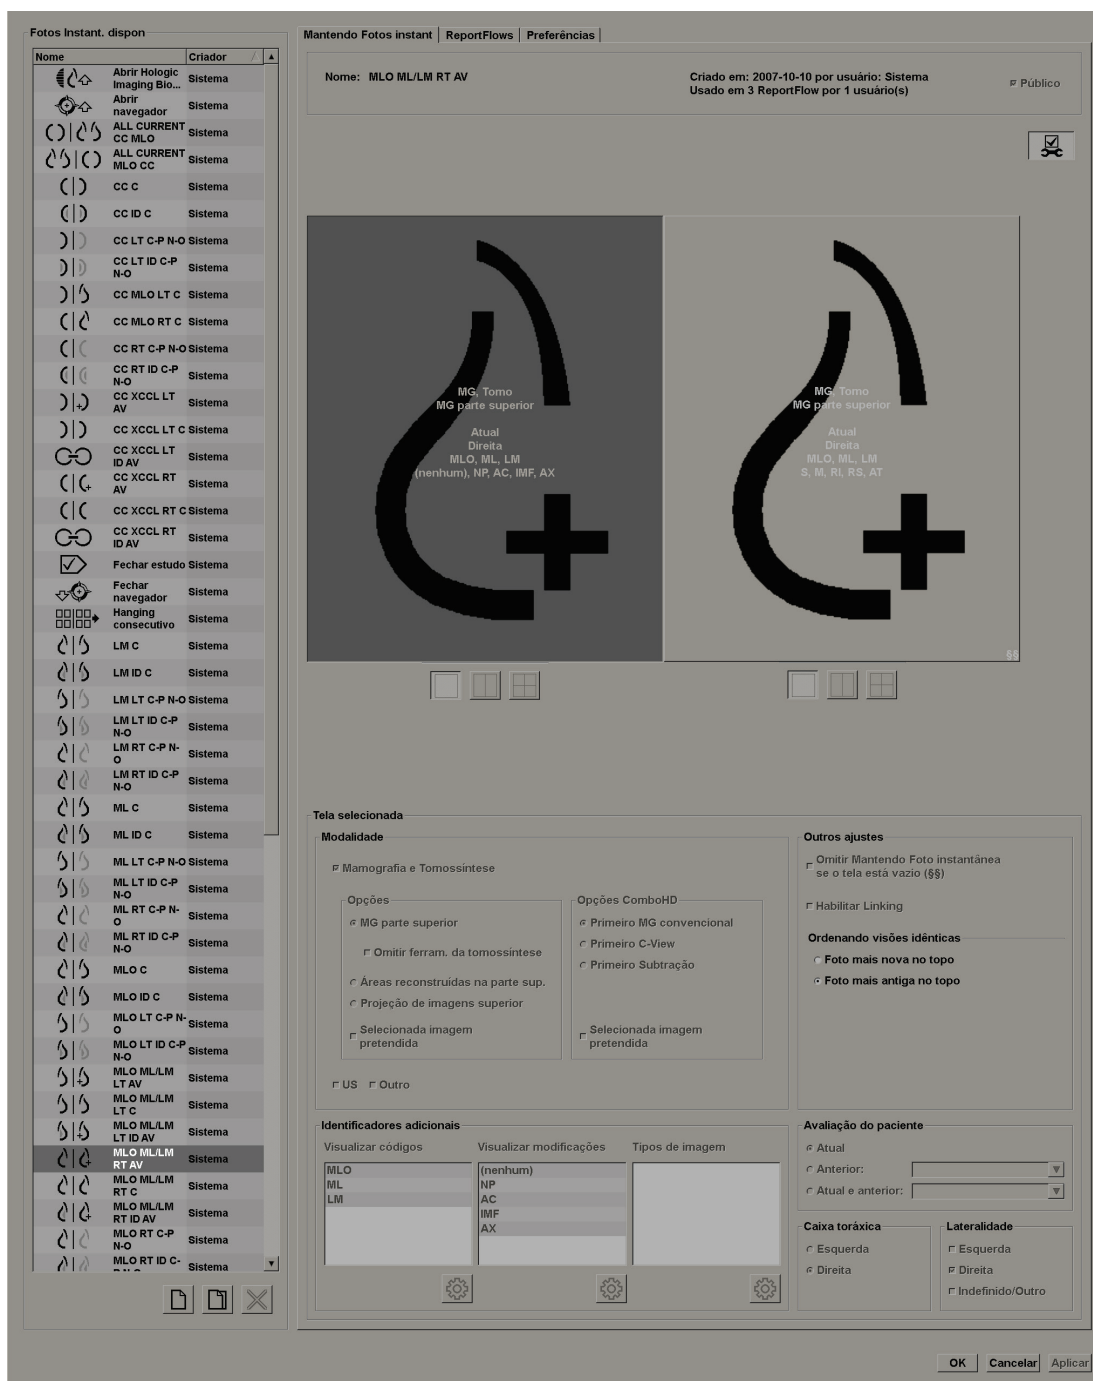 Fotos Instant. dispon
Nome Criador
Abrir Hologic
Imaging Bio... Sistema
Abrir
navegador Sistema
ALL CURRENT
CC MLO Sistema
ALL CURRENT
MLO CC Sistema
CC C Sistema
CC ID C Sistema
CC LT C-P N-O Sistema
CC LT ID C-P
N-O Sistema
CC MLO LT C Sistema
CC MLO RT C Sistema
CC RT C-P N-O Sistema
CC RT ID C-P
N-O Sistema
CC XCCL LT
AV Sistema
CC XCCL LT C Sistema
CC XCCL LT
ID AV Sistema
CC XCCL RT
AV Sistema
CC XCCL RT C Sistema
CC XCCL RT
ID AV Sistema
Fechar estudo Sistema
Fechar
navegador Sistema
Hanging
consecutivo Sistema
LM C Sistema
LM ID C Sistema
LM LT C-P N-O Sistema
LM LT ID C-P
N-O Sistema
LM RT C-P N-
O Sistema
LM RT ID C-P
N-O Sistema
ML C Sistema
ML ID C Sistema
ML LT C-P N-O Sistema
ML LT ID C-P
N-O Sistema
ML RT C-P N-
O Sistema
ML RT ID C-P
N-O Sistema
MLO C Sistema
MLO ID C Sistema
MLO LT C-P N-
O Sistema
MLO LT ID C-P
N-O Sistema
MLO ML/LM
LT AV Sistema
MLO ML/LM
LT C Sistema
MLO ML/LM
LT ID AV Sistema
MLO ML/LM
RT AV Sistema
MLO ML/LM
RT C Sistema
MLO ML/LM
RT ID AV Sistema
MLO RT C-P
N-O Sistema
MLO RT ID C-
Sistema
Mantendo Fotos instant ReportFlows Preferências
Nome: MLO ML/LM RT AV
Criado em: 2007-10-10 por usuário: Sistema
Usado em 3 ReportFlow por 1 usuário(s)
Público
MG, Tomo
MG parte superior
Atual
Direita
MLO, ML, LM
(nenhum), NP, AC, IMF, AX
MG, Tomo
MG parte superior
Atual
Direita
MLO, ML, LM
S, M, RI, RS, AT
§§
Tela selecionada
Modalidade
Mamografia e Tomossíntese
Opções
MG parte superior
Omitir ferram. da tomossíntese
Áreas reconstruídas na parte sup.
Projeção de imagens superior
Selecionada imagem
pretendida
Opções ComboHD
Primeiro MG convencional
Primeiro C-View
Primeiro Subtração
Selecionada imagem
pretendida
US Outro
Outros ajustes
Omitir Mantendo Foto instantânea
se o tela está vazio (§§)
Habilitar Linking
Ordenando visões idênticas
Foto mais nova no topo
Foto mais antiga no topo
Identificadores adicionais
Visualizar códigos Visualizar modificações Tipos de imagem
MLO
ML
LM
(nenhum)
NP
AC
IMF
AX
Avaliação do paciente
Atual
Anterior:
Atual e anterior:
Caixa toráxica
Esquerda
Direita
Lateralidade
Esquerda
Direita
Indefinido/Outro
OK Cancelar Aplicar